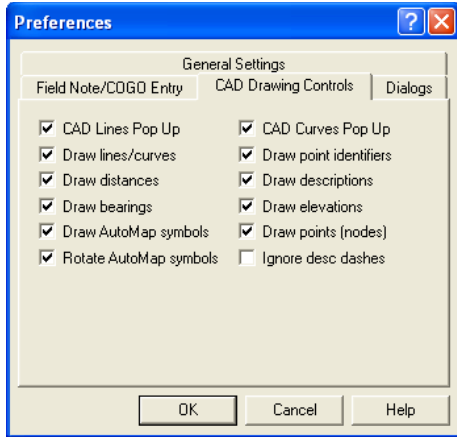 Preferences
General Settings
Field Note/COGO Entry CAD Drawing Controls Dialogs
CAD Lines Pop Up CAD Curves Pop Up
Draw lines/curves Draw point identifiers
Draw distances Draw descriptions
Draw bearings Draw elevations
Draw AutoMap symbols Draw points (nodes)
Rotate AutoMap symbols Ignore desc dashes
OK Cancel Help